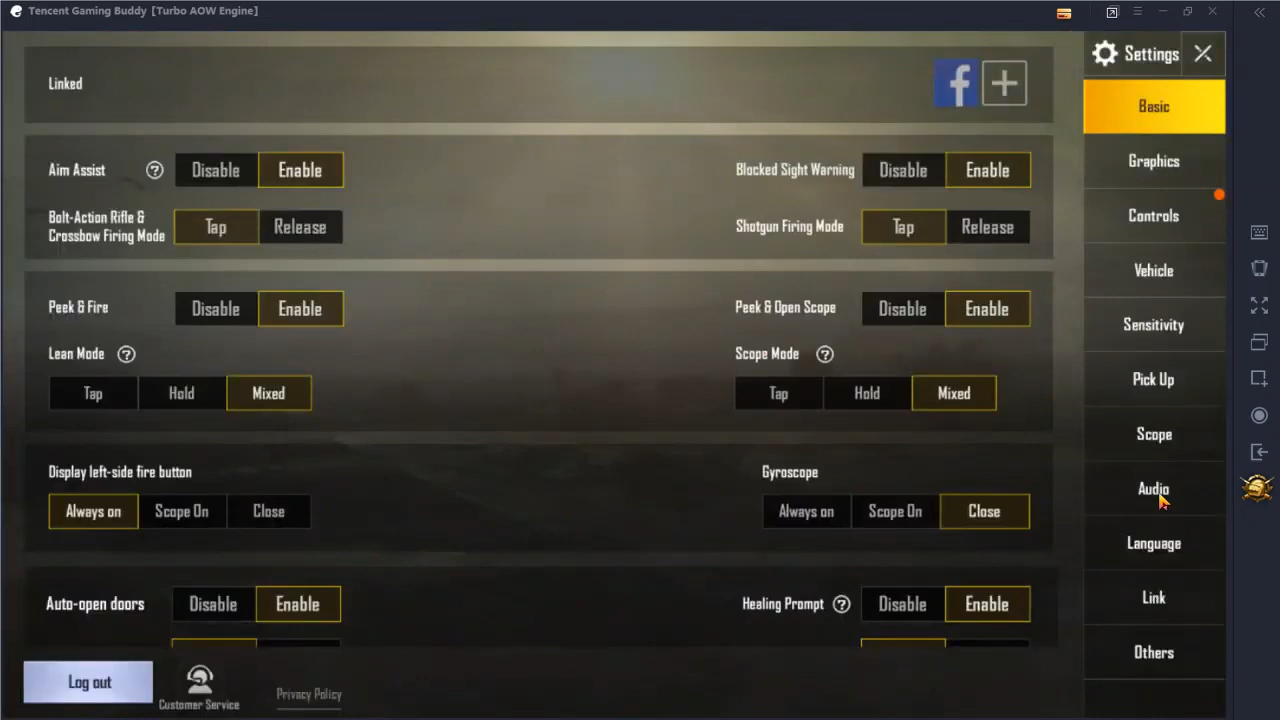 Tencent Gaming Buddy [Turbo AOW Engine]
Settings
Linked
Basic
Aim Assist ? Disable Enable
Blocked Sight Warning Disable Enable
Graphics
Bolt-Action Rifle &
Crossbow Firing Mode Tap Release
Shotgun Firing Mode Tap Release
Controls
Vehicle
Peek & Fire Disable Enable
Peek & Open Scope Disable Enable
Sensitivity
Lean Mode ?
Scope Mode ?
Tap Hold Mixed
Tap Hold Mixed
Pick Up
Scope
Display left-side fire button
Gyroscope
Audio
Always on Scope On Close
Always on Scope On Close
Language
Auto-open doors Disable Enable
Healing Prompt ? Disable Enable
Link
Others
Log out
Customer Service
Privacy Policy